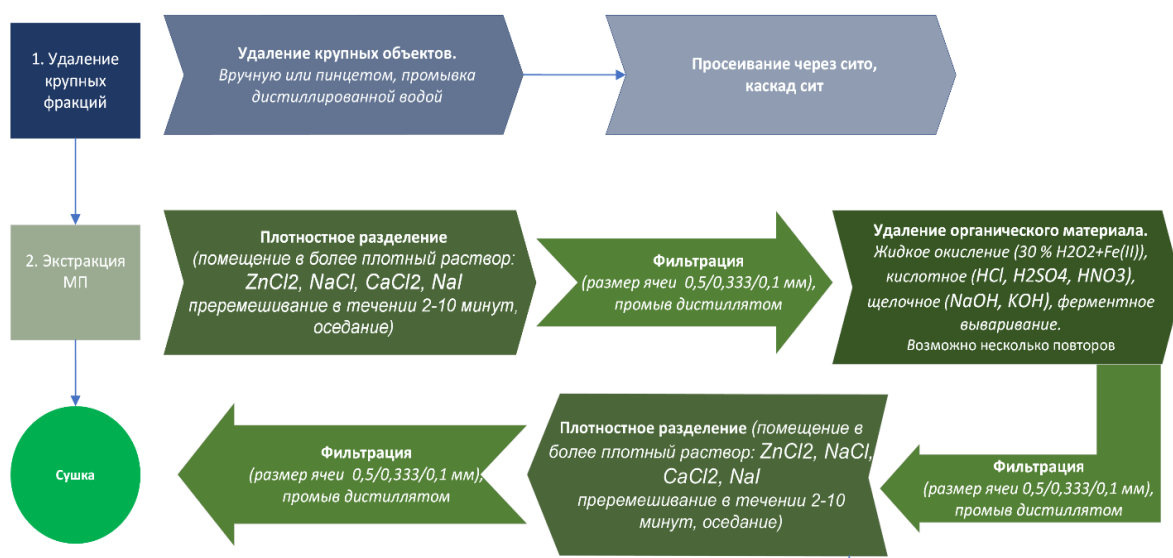 1. Удаление
крупных
фракций
Удаление крупных объектов.
Вручную или пинцетом, промывка
дистиллированной водой
Просеивание через сито,
каскад сит
2. Экстракция
МП
Плотностное разделение
(помещение в более плотный раствор:
ZnCl2, NaCl, CaCl2, NaI
преремешивание в течении 2-10 минут,
оседание)
Фильтрация
(размер ячеи 0,5/0,333/0,1 мм),
промыв дистиллятом
Удаление органического материала.
Жидкое окисление (30 % H2O2+Fe(II)),
кислотное (HCl, H2SO4, HNO3),
щелочное (NaOH, KOH), ферментное
вываривание.
Возможно несколько повторов
Фильтрация
(размер ячеи 0,5/0,333/0,1 мм),
промыв дистиллятом
Плотностное разделение (помещение в
более плотный раствор: ZnCl2, NaCl,
CaCl2, NaI
преремешивание в течении 2-10
минут, оседание)
Фильтрация
(размер ячеи 0,5/0,333/0,1 мм),
промыв дистиллятом
Сушка